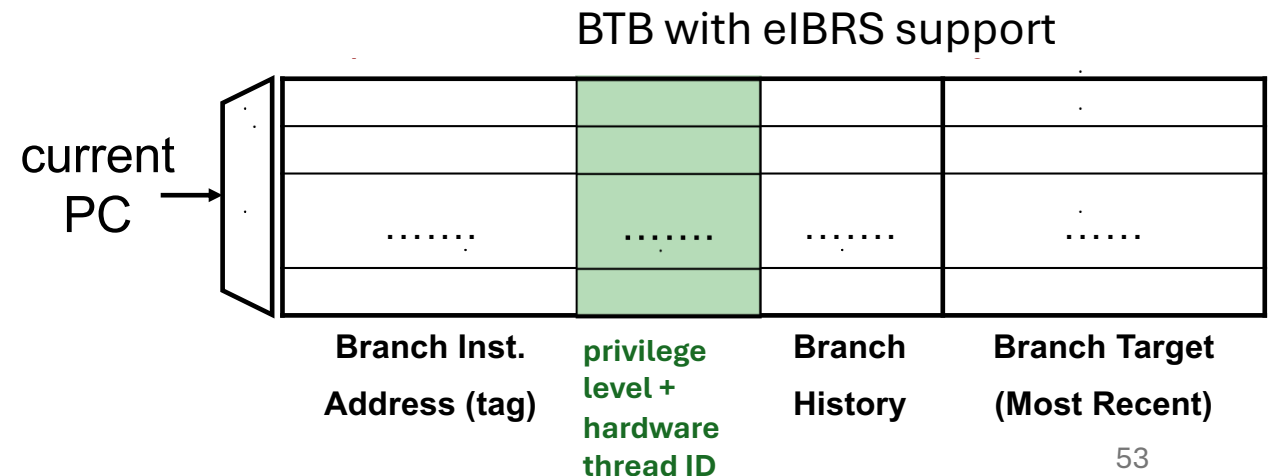 BTB with eIBRS support
current
PC
.......
.......
.......
......
Branch Inst.
Address (tag)
privilege
level +
hardware
thread ID
Branch
History
Branch Target
(Most Recent)
53